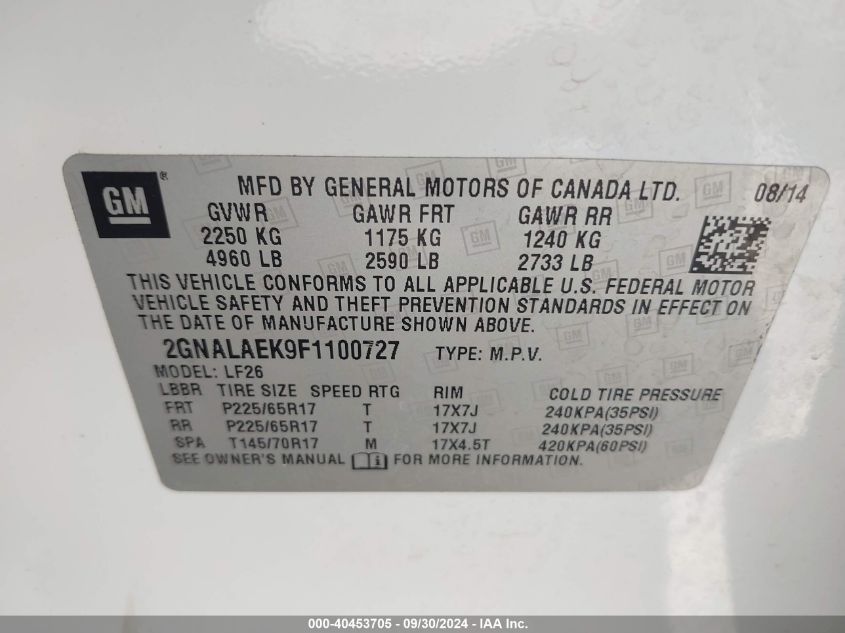 GM ® MFD BY GENERAL MOTORS OF CANADA LTD. 08/14
GVWR GAWR FRT GAWR RR
2250 KG 1175 KG 1240 KG
4960 LB 2590 LB 2733 LB
THIS VEHICLE CONFORMS TO ALL APPLICABLE U.S. FEDERAL MOTOR
VEHICLE SAFETY AND THEFT PREVENTION STANDARDS IN EFFECT ON
THE DATE OF MANUFACTURE SHOWN ABOVE.
2GNALAEK9F1100727 TYPE: M.P.V.
MODEL: LF26
LBBR TIRE SIZE SPEED RTG RIM COLD TIRE PRESSURE
FRT P225/65R17 T 17X7J 240KPA(35PSI)
RR P225/65R17 T 17X7J 240KPA(35PSI)
SPA T145/70R17 M 17X4.5T 420KPA(60PSI)
SEE OWNER'S MANUAL FOR MORE INFORMATION.
000-40453705 - 09/30/2024 - IAA Inc.